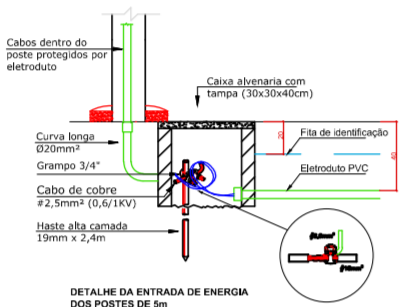 Cabos dentro do
poste protegidos por
eletroduto
Caixa alvenaria com
tampa (30x30x40cm)
Curva longa
Ø20mm²
Grampo 3/4"
Cabo de cobre
#2,5mm² (0,6/1KV)
Haste alta camada
19mm x 2,4m
20
40
Fita de identificação
Eletroduto PVC
DETALHE DA ENTRADA DE ENERGIA
DOS POSTES DE 5m